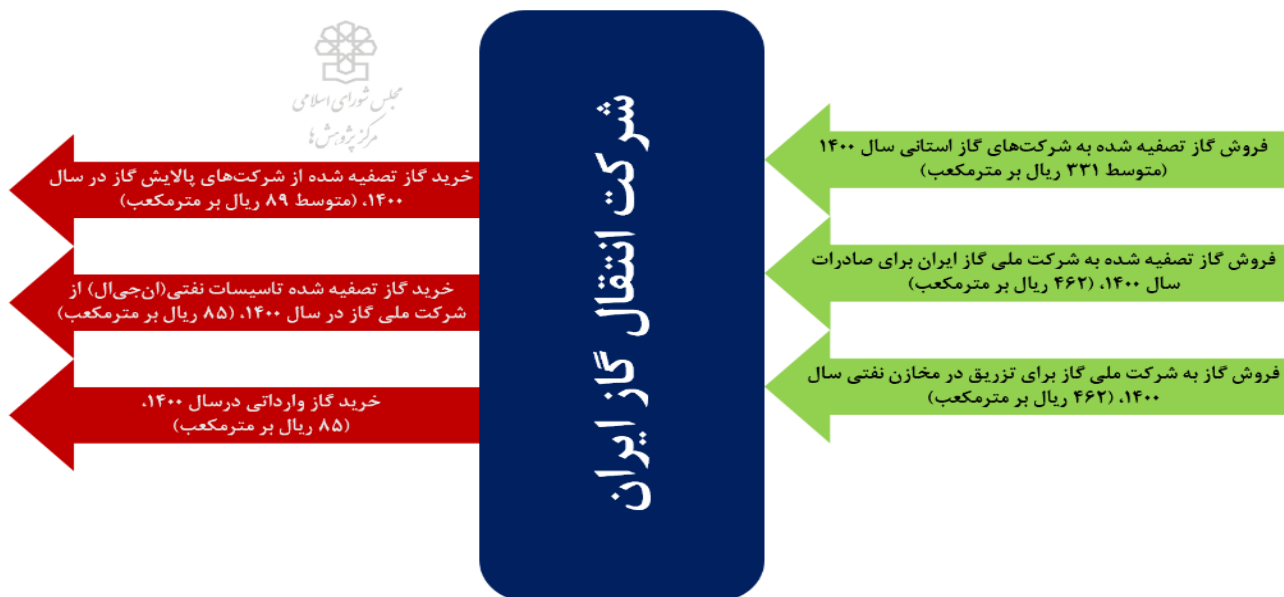 مجلس شورای اسلامی
مرکز پژوهش‌ها
شرکت انتقال گاز ایران
فروش گاز تصفیه شده به شرکت‌های گاز استانی سال ۱۴۰۰
(متوسط ۳۳۱ ریال بر مترمکعب)
فروش گاز تصفیه شده به شرکت ملی گاز ایران برای صادرات
سال ۱۴۰۰، (۴۶۲ ریال بر مترمکعب)
فروش گاز به شرکت ملی گاز برای تزریق در مخازن نفتی سال
۱۴۰۰، (۴۶۲ ریال بر مترمکعب)
خرید گاز تصفیه شده از شرکت‌های پالایش گاز در سال
۱۴۰۰، (متوسط ۸۹ ریال بر مترمکعب)
خرید گاز تصفیه شده تاسیسات نفتی(ان‌جی‌ال) از
شرکت ملی گاز در سال ۱۴۰۰، (۸۵ ریال بر مترمکعب)
خرید گاز وارداتی درسال ۱۴۰۰،
(۸۵ ریال بر مترمکعب)